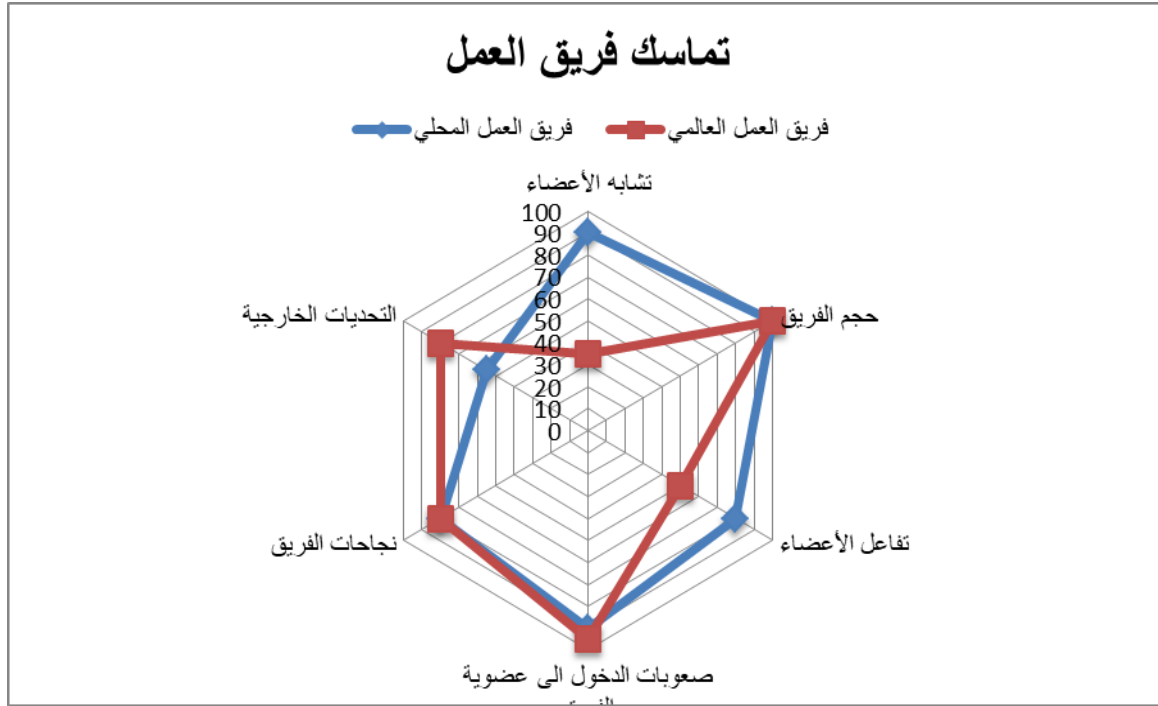 تماسك فريق العمل
فريق العمل المحلي فريق العمل العالمي
تشابه الأعضاء
100
90
80
70
60
50
40
30
20
10
0
حجم الفريق
تفاعل الأعضاء
صعوبات الدخول الى عضوية
نجاحات الفريق
التحديات الخارجية